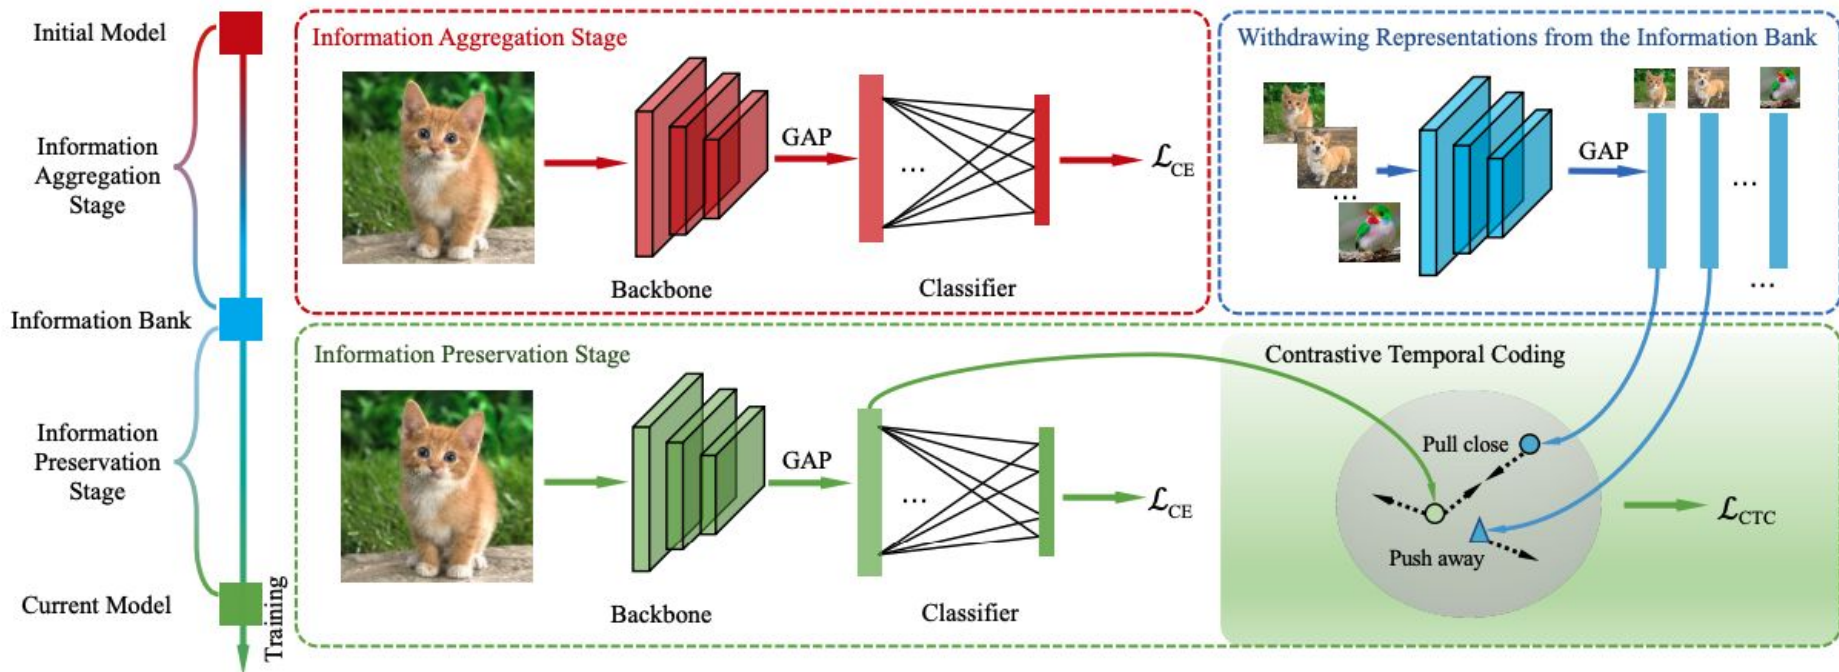 Initial Model
Information
Aggregation
Stage
Information Bank
Information
Preservation
Stage
Current Model
Training
Information Aggregation Stage
GAP
...
ℒCE
Backbone
Classifier
Withdrawing Representations from the Information Bank
...
GAP
...
...
Information Preservation Stage
GAP
...
ℒCE
Backbone
Classifier
Contrastive Temporal Coding
Pull close
Push away
ℒCTC